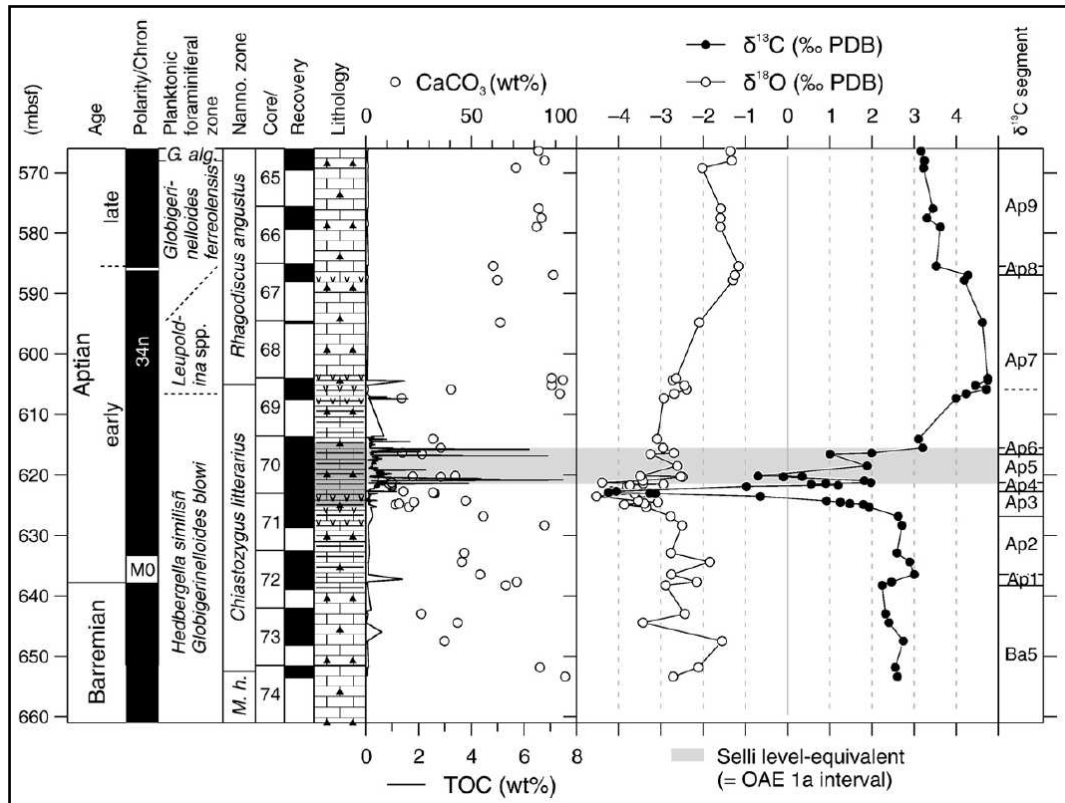 δ13C (‰ PDB)
δ18O (‰ PDB)
CaCO3 (wt%)
0 50 100
−4 −3 −2 −1 0 1 2 3 4
(mbsf)
Age
Polarity/Chron
Planktonic
foraminiferal
zone
Nanno. zone
Core/
Recovery
Lithology
δ13C segment
570
580
590
600
610
620
630
640
650
660
Aptian
late
early
Barremian
34n
M0
G. alg.
Globigeri-
nelloides
ferreolensis
Leupold-
ina spp.
Hedbergella similis/
Globigerinelloides blowi
Rhagodiscus angustus
Chiastozygus litterarius
M. h.
65
66
67
68
69
70
71
72
73
74
Ap9
Ap8
Ap7
Ap6
Ap5
Ap4
Ap3
Ap2
Ap1
Ba5
0 2 4 6 8
TOC (wt%)
Selli level-equivalent
(= OAE 1a interval)